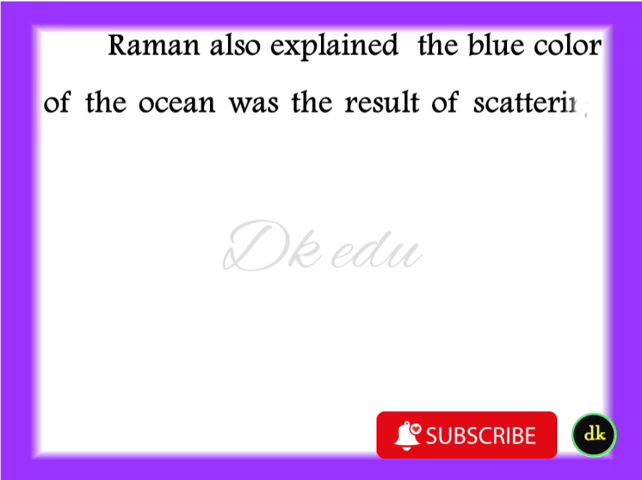 Raman also explained the blue color
of the ocean was the result of
Dk edu
SUBSCRIBE
dk